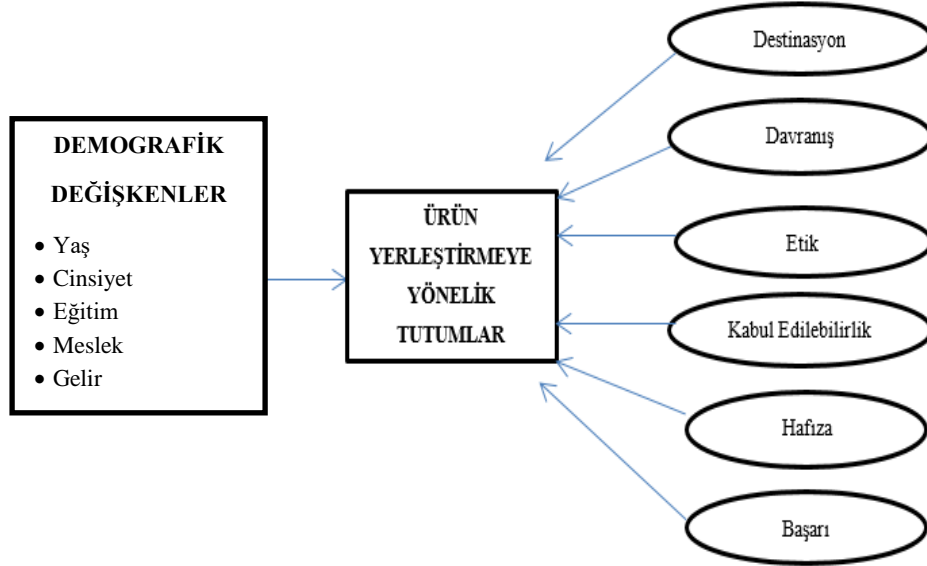 DEMOGRAFİK
DEĞİŞKENLER
• Yaş
• Cinsiyet
• Eğitim
• Meslek
• Gelir
ÜRÜN
YERLEŞTİRMEYE
YÖNELİK
TUTUMLAR
Destinasyon
Davranış
Etik
Kabul Edilebilirlik
Hafıza
Başarı